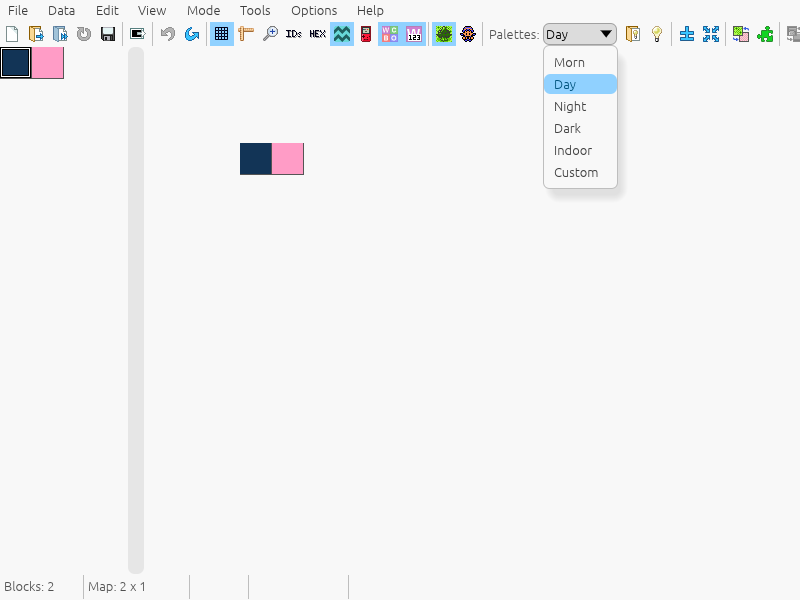 File Data Edit View Mode Tools Options Help
IDs HEX 123 Palettes: Day
Morn
Day
Night
Dark
Indoor
Custom
Blocks: 2 Map: 2 x 1